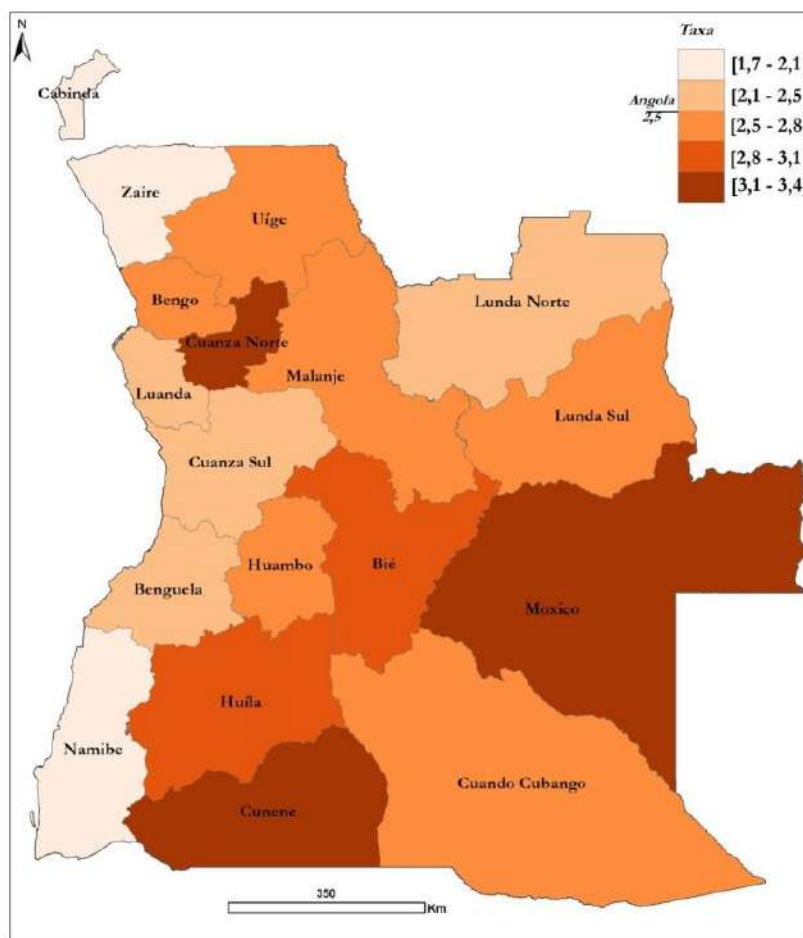 N
Taxa
[1,7 - 2,1
[2,1 - 2,5
Angola
2,5
[2,5 - 2,8
[2,8 - 3,1
[3,1 - 3,4
Cabinda
Zaire
Uíge
Bengo
Lunda Norte
Cuanza Norte
Malanje
Luanda
Lunda Sul
Cuanza Sul
Huambo
Bié
Benguela
Moxico
Huíla
Namibe
Cuando Cubango
Cunene
350
Km